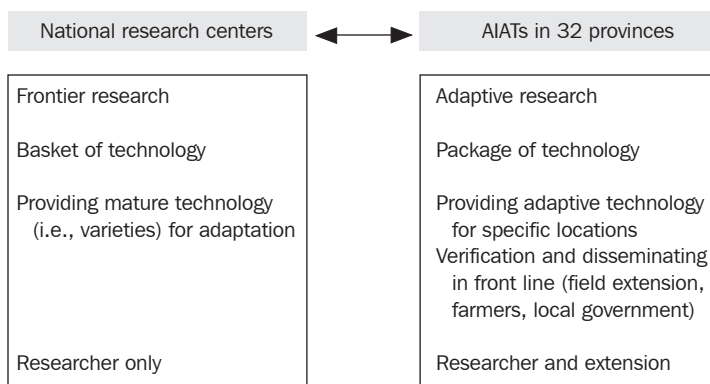 National research centers
AIATs in 32 provinces
Frontier research
Basket of technology
Providing mature technology
(i.e., varieties) for adaptation
Researcher only
Adaptive research
Package of technology
Providing adaptive technology
for specific locations
Verification and disseminating
in front line (field extension,
farmers, local government)
Researcher and extension